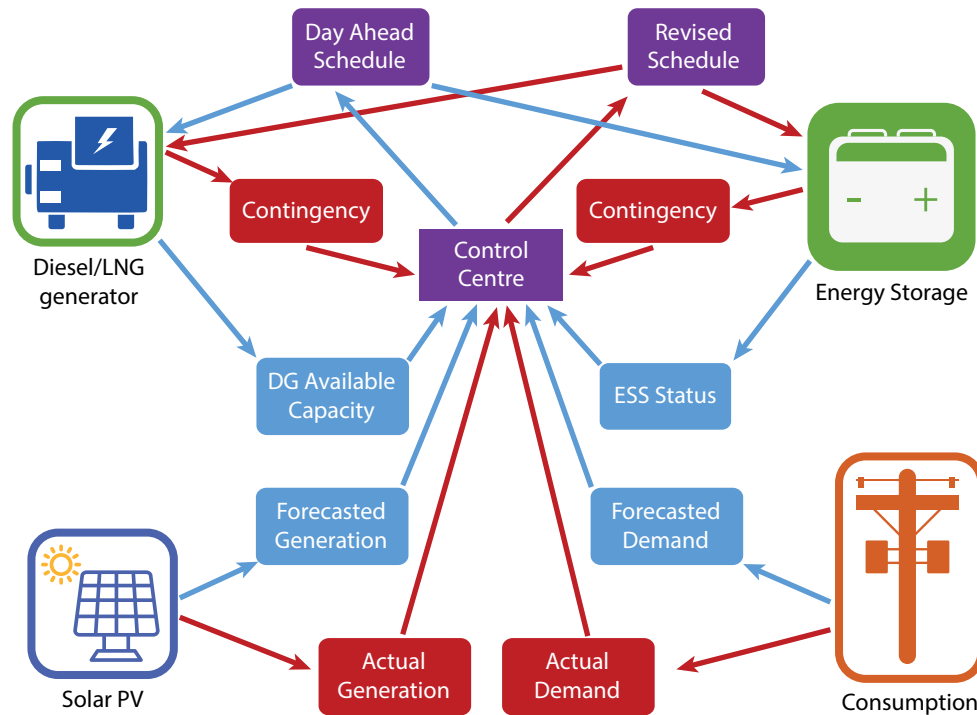 Day Ahead
Schedule
Revised
Schedule
Contingency
Contingency
Control
Centre
Diesel/LNG
generator
- +
Energy Storage
DG Available
Capacity
ESS Status
Forecasted
Generation
Forecasted
Demand
Actual
Generation
Actual
Demand
Solar PV
Consumption